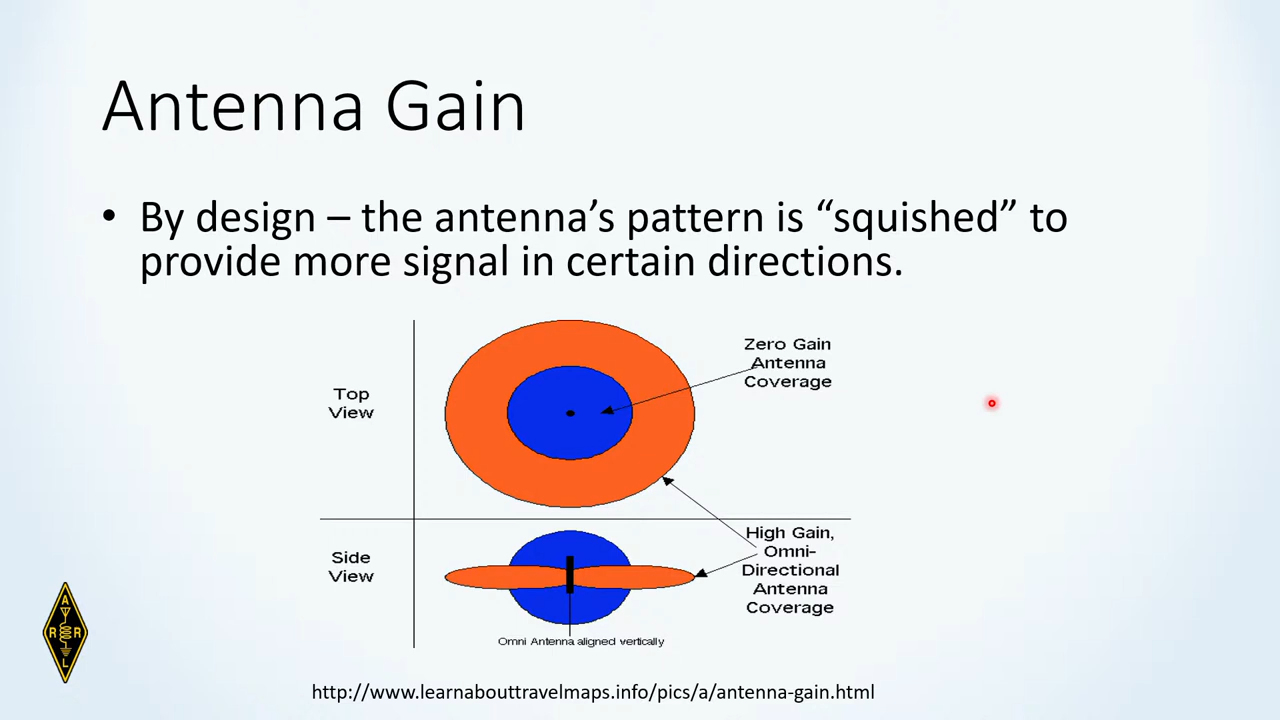 Antenna Gain
• By design – the antenna’s pattern is “squished” to
provide more signal in certain directions.
Zero Gain
Antenna
Coverage
Top
View
High Gain,
Omni-
Directional
Antenna
Coverage
Side
View
Omni Antenna aligned vertically
A
R R
L
http://www.learnabouttravelmaps.info/pics/a/antenna-gain.html